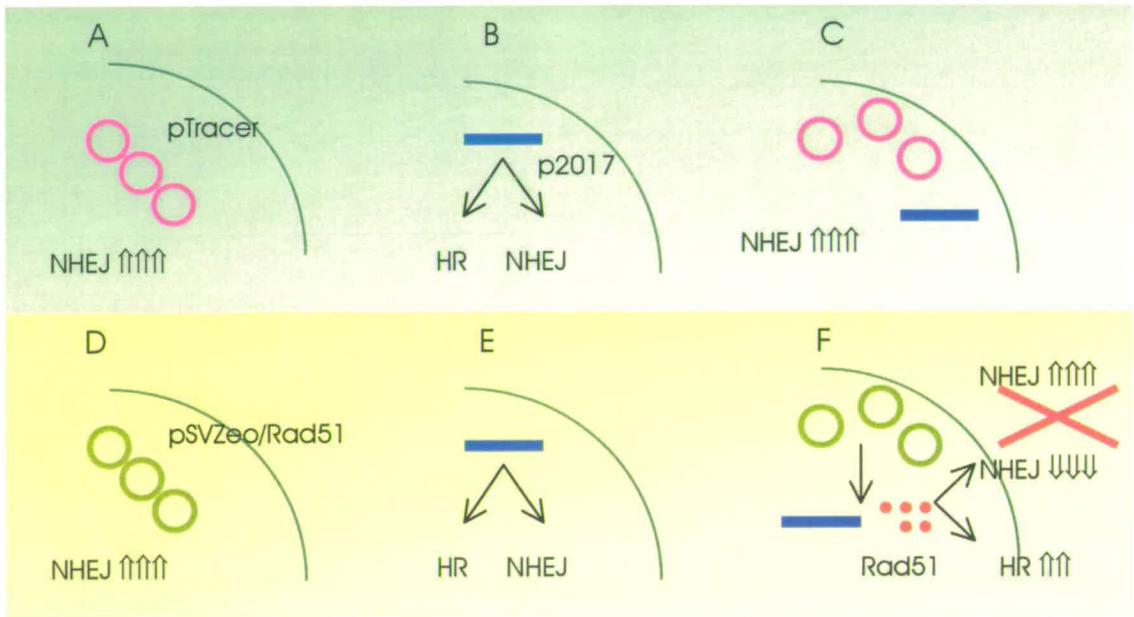 A
pTracer
NHEJ ⇑⇑⇑
B
p2017
HR NHEJ
C
NHEJ ⇑⇑⇑
D
pSVZeo/Rad51
NHEJ ⇑⇑⇑
E
HR NHEJ
F
NHEJ ⇑⇑⇑
NHEJ ⇓⇓⇓
Rad51
HR ⇑⇑